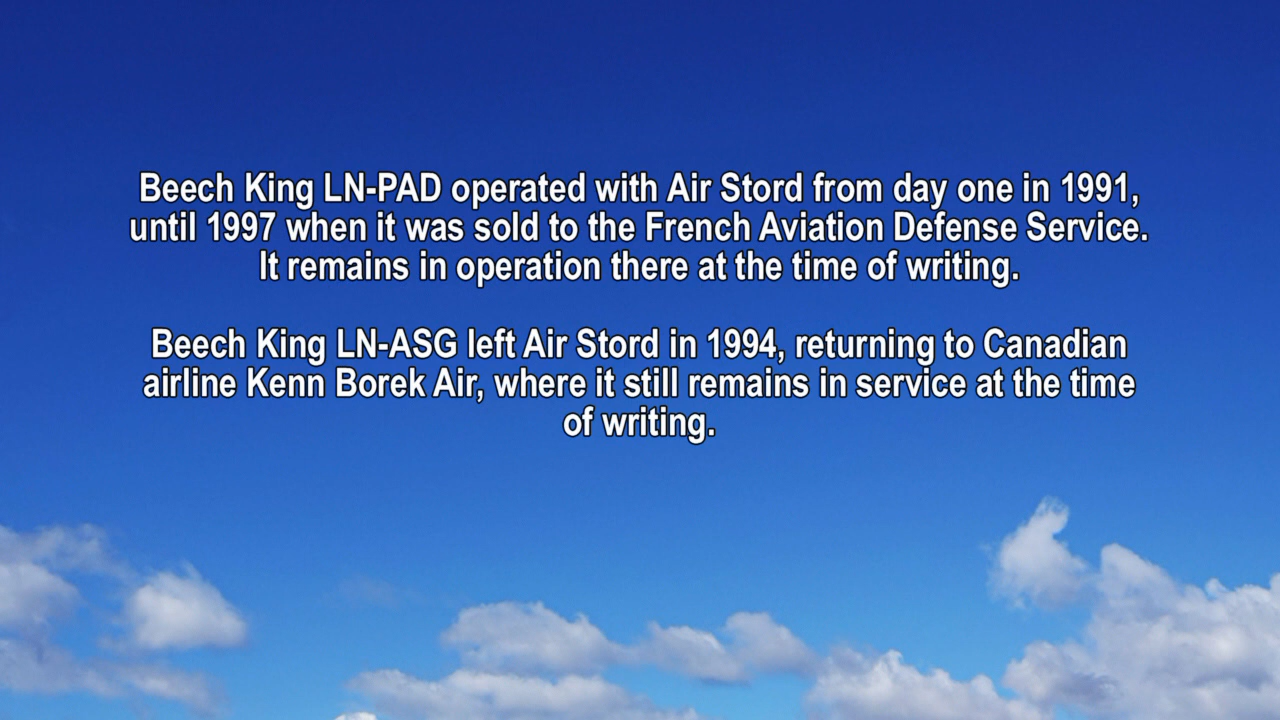 Beech King LN-PAD operated with Air Stord from day one in 1991,
until 1997 when it was sold to the French Aviation Defense Service.
It remains in operation there at the time of writing.
Beech King LN-ASG left Air Stord in 1994, returning to Canadian
airline Kenn Borek Air, where it still remains in service at the time
of writing.